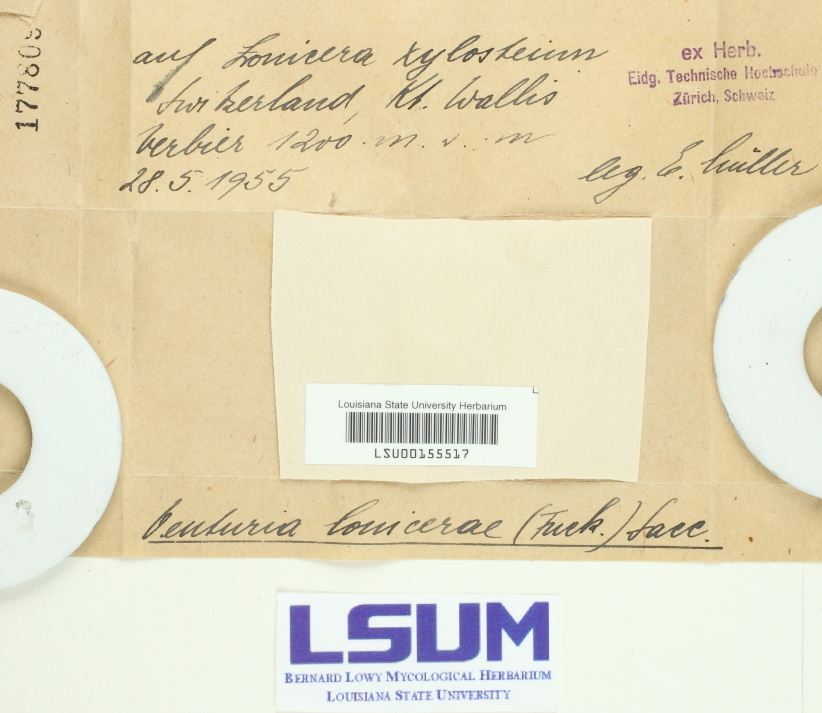 177809
auf Lonicera xylosteum
Switzerland, Kt. Wallis
Verbier 1200 m. ü. m
28.5.1955
leg. E. Müller
ex Herb.
Eidg. Technische Hochschule
Zürich, Schweiz
Louisiana State University Herbarium
LSU00155517
Venturia lonicerae (Fuck.) Sacc.
LSUM
BERNARD LOWY MYCOLOGICAL HERBARIUM
LOUISIANA STATE UNIVERSITY